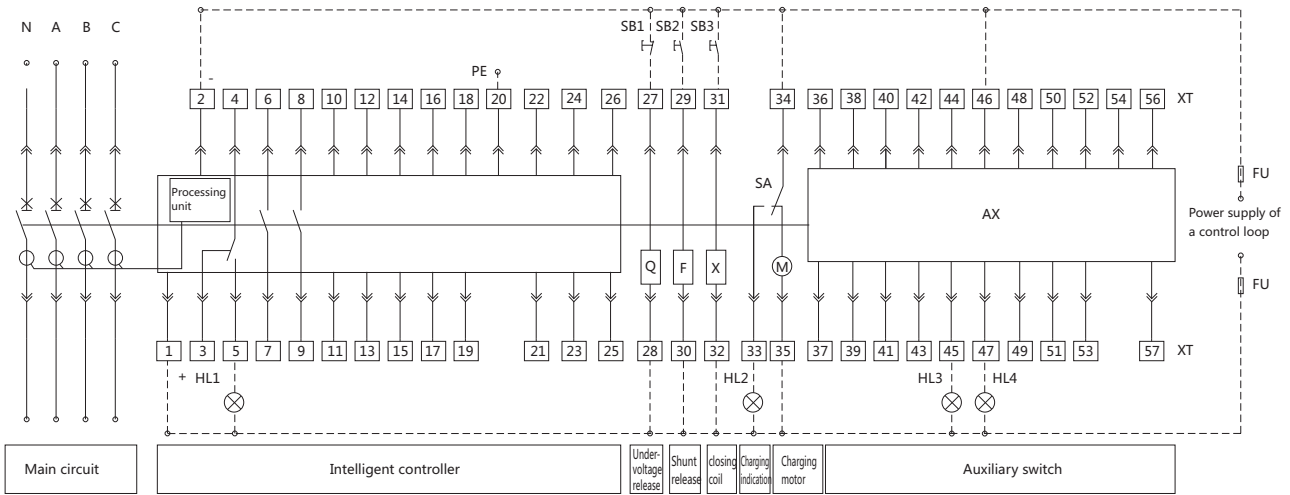 SB1 SB2 SB3
N A B C
PE
-
2 4 6 8 10 12 14 16 18 20 22 24 26 27 29 31 34 36 38 40 42 44 46 48 50 52 54 56 XT
FU
Processing
unit
SA
AX
Power supply of
a control loop
Q F X M
FU
1 3 5 7 9 11 13 15 17 19 21 23 25 28 30 32 33 35 37 39 41 43 45 47 49 51 53 57 XT
+ HL1 HL2 HL3 HL4
Main circuit
Intelligent controller
Under-
voltage
release
Shunt
release
closing
coil
Charging
indication
Charging
motor
Auxiliary switch